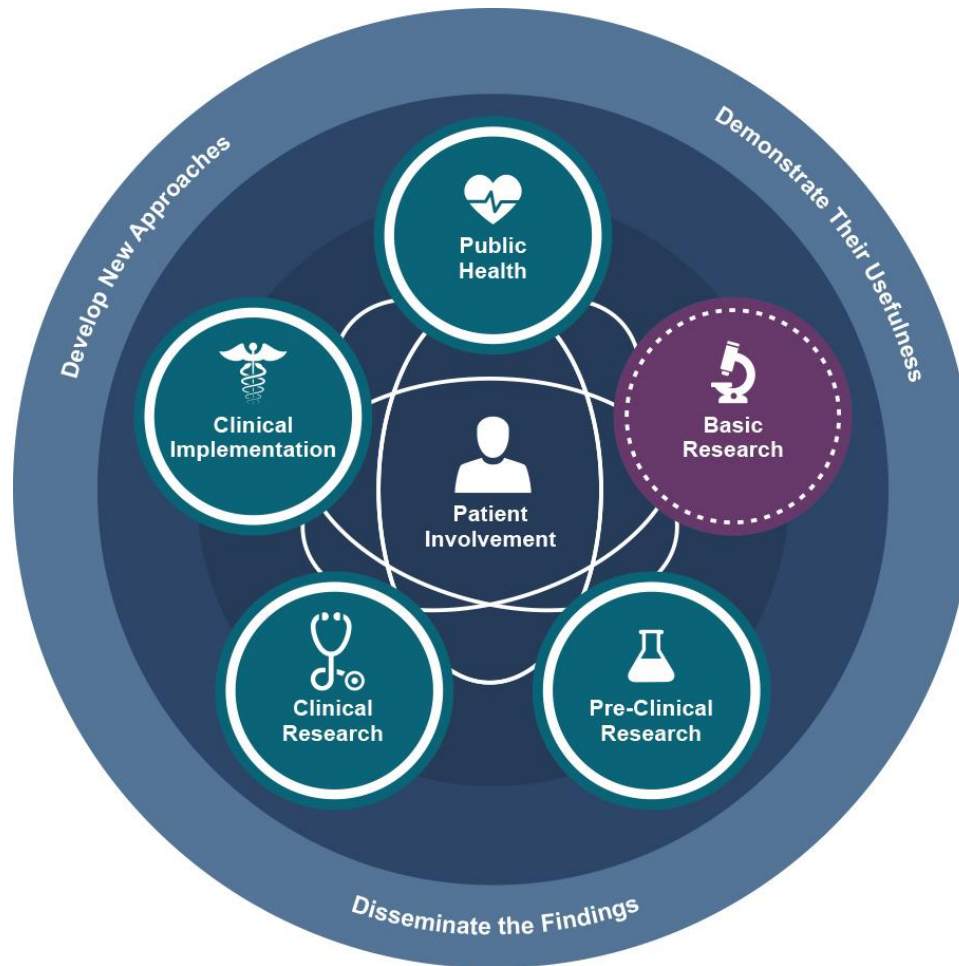 Develop New Approaches
Demonstrate Their Usefulness
Public
Health
Clinical
Implementation
Basic
Research
Patient
Involvement
Clinical
Research
Pre-Clinical
Research
Disseminate the Findings